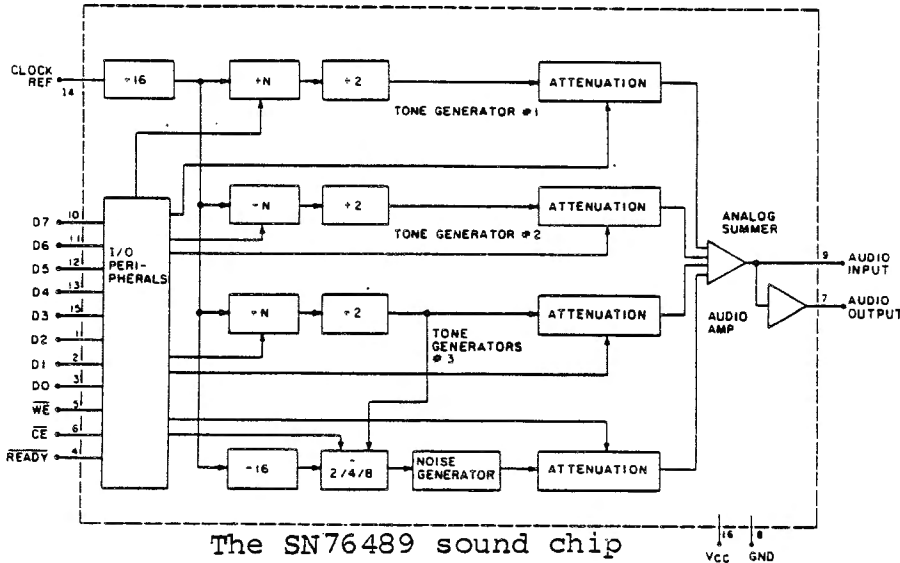 CLOCK
REF
14
÷16
÷N
÷2
ATTENUATION
TONE GENERATOR #1
÷N
÷2
ATTENUATION
TONE GENERATOR #2
ANALOG
SUMMER
D7 10
D6 11
D5 12
D4 13
D3 15
D2 1
D1 2
D0 3
WE 5
CE 6
READY 4
I/O
PERI-
PHERALS
÷N
÷2
ATTENUATION
TONE
GENERATORS
#3
9 AUDIO
INPUT
AUDIO
AMP
7 AUDIO
OUTPUT
-16
-
2/4/8
NOISE
GENERATOR
ATTENUATION
16
VCC
8
GND
The SN76489 sound chip